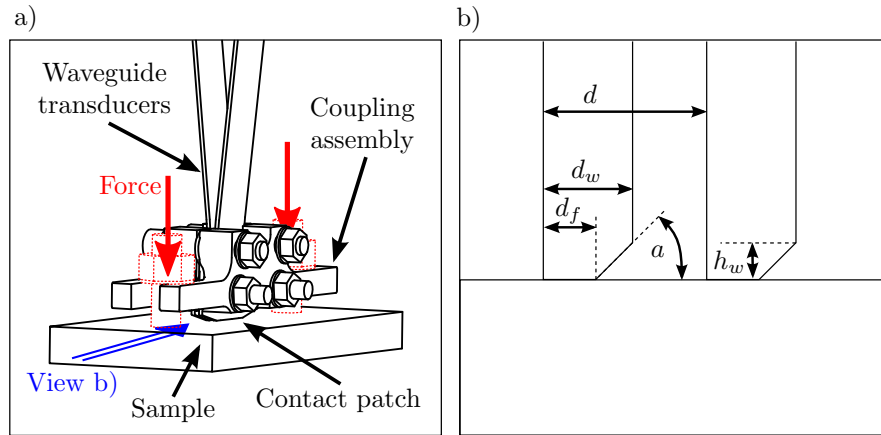 a)
Waveguide
transducers
Coupling
assembly
Force
View b)
Sample
Contact patch
b)
d
d_w
d_f
a
h_w